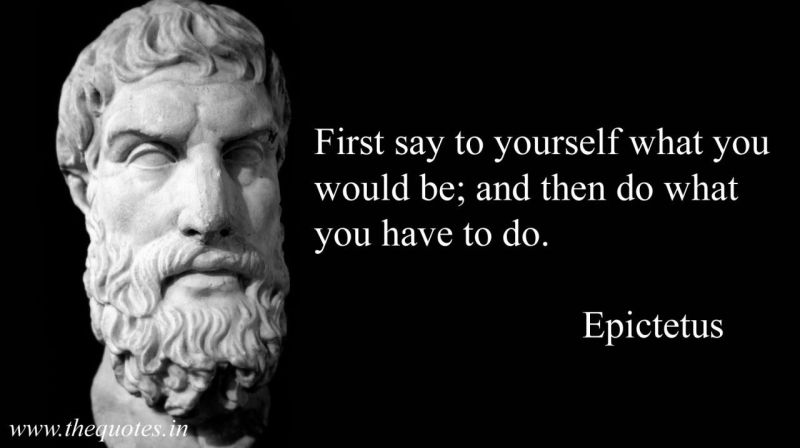 First say to yourself what you
would be; and then do what
you have to do.
Epictetus
www.thequotes.in